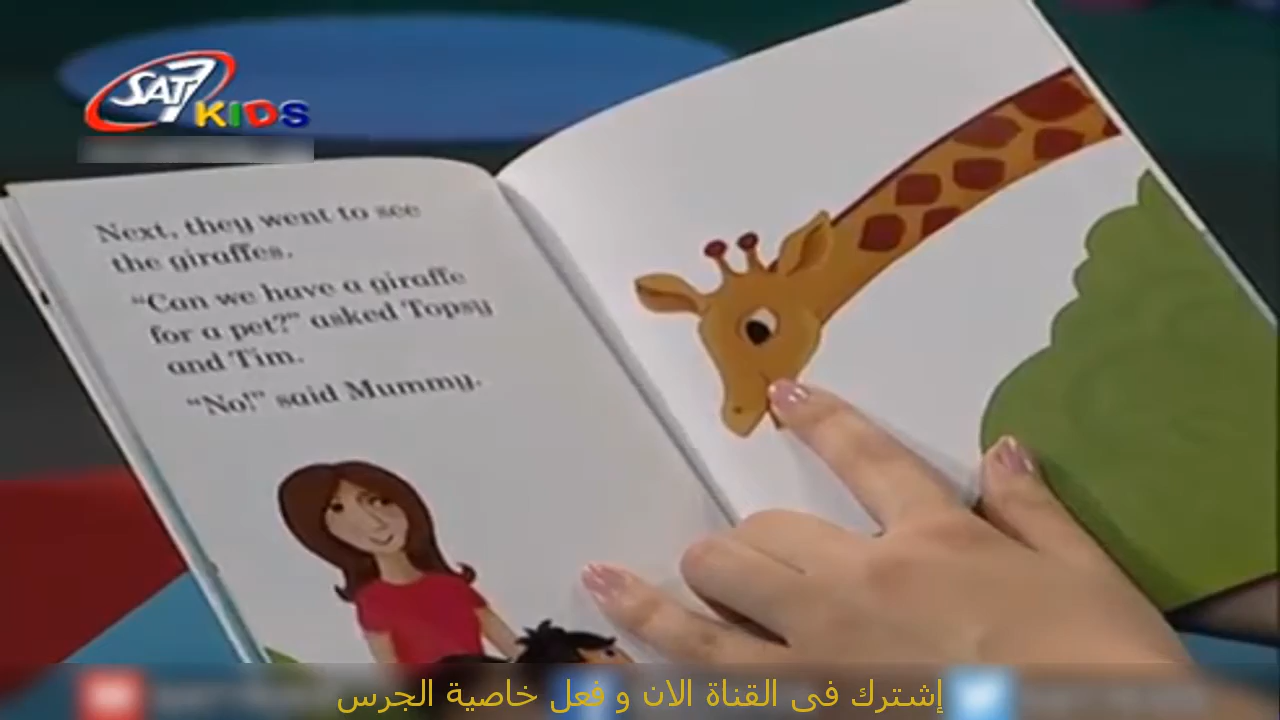 SAT7
KIDS
Next, they went to see
the giraffes.
“Can we have a giraffe
for a pet?” asked Topsy
and Tim.
“No!” said Mummy.
إشترك فى القناة الان و فعل خاصية الجرس